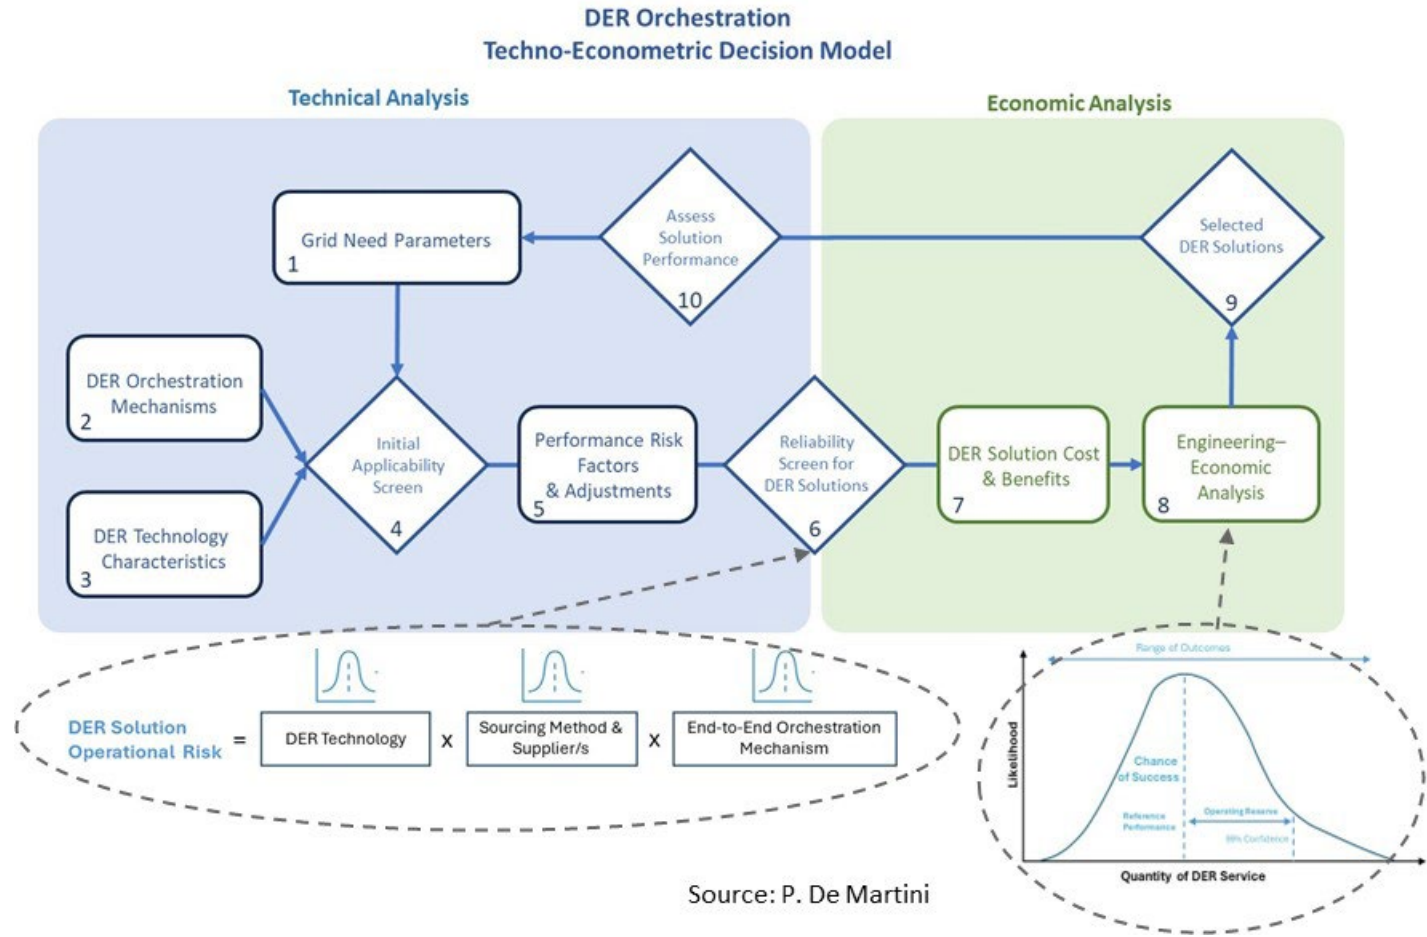 DER Orchestration
Techno-Econometric Decision Model
Technical Analysis
Economic Analysis
Grid Need Parameters
1
Assess
Solution
Performance
10
Selected
DER Solutions
9
DER Orchestration
Mechanisms
2
DER Technology
Characteristics
3
Initial
Applicability
Screen
4
Performance Risk
Factors
& Adjustments
5
Reliability
Screen for
DER Solutions
6
DER Solution Cost
& Benefits
7
Engineering–
Economic
Analysis
8
DER Solution
Operational Risk
=
DER Technology
x
Sourcing Method &
Supplier/s
x
End-to-End Orchestration
Mechanism
Range of Outcomes
Likelihood
Chance
of Success
Reference
Performance
Operating Reserve
Confidence
Quantity of DER Service
Source: P. De Martini